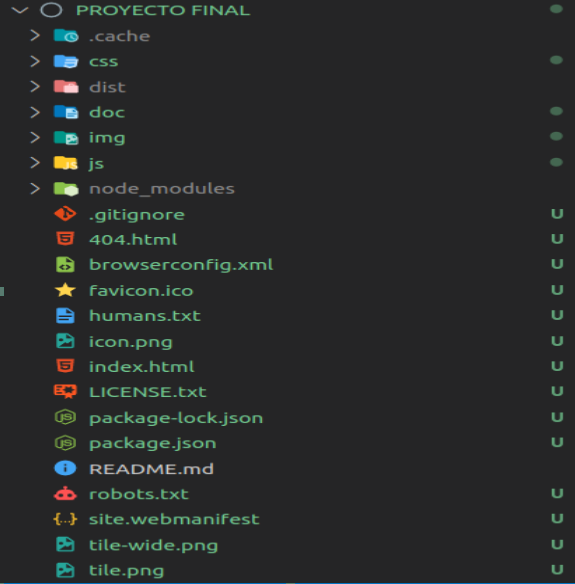 PROYECTO FINAL
.cache
css
dist
doc
img
js
node_modules
.gitignore U
404.html U
browserconfig.xml U
favicon.ico U
humans.txt U
icon.png U
index.html U
LICENSE.txt U
package-lock.json U
package.json U
README.md
robots.txt U
site.webmanifest U
tile-wide.png U
tile.png U